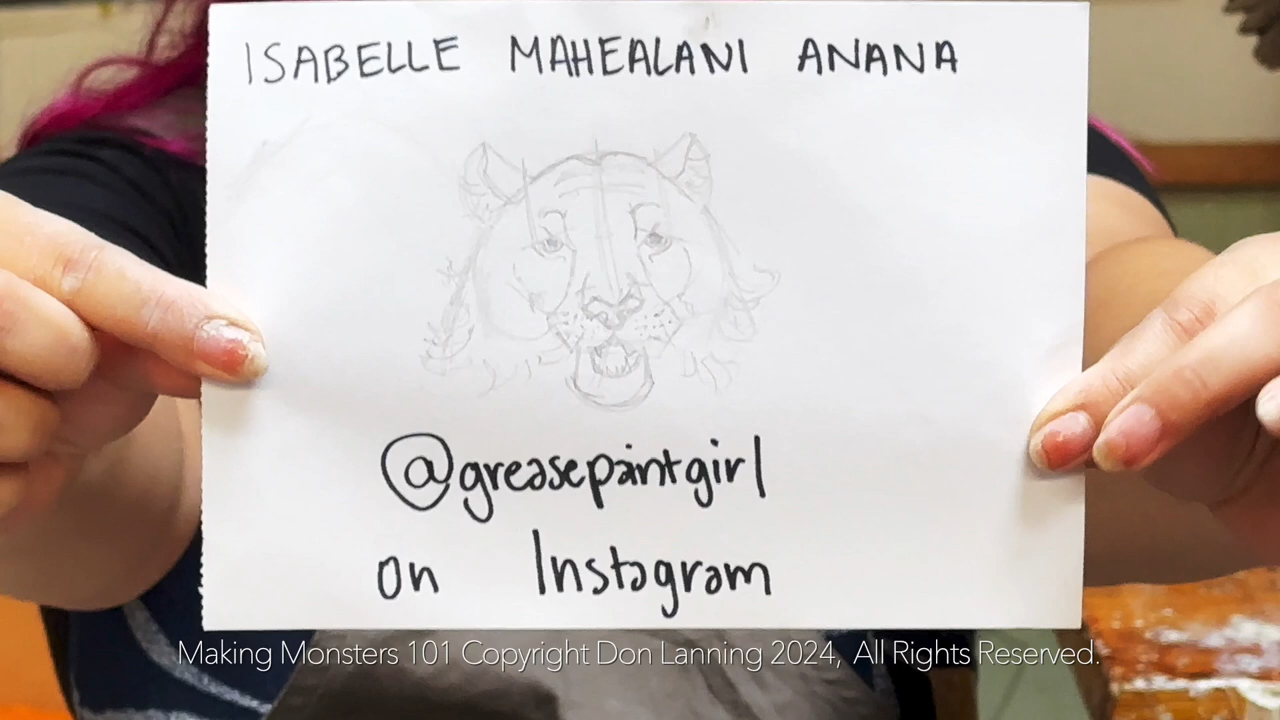 ISABELLE MAHEALANI ANANA
@greasepaintgirl
on Instagram
Making Monsters 101 Copyright Don Lanning 2024, All Rights Reserved.